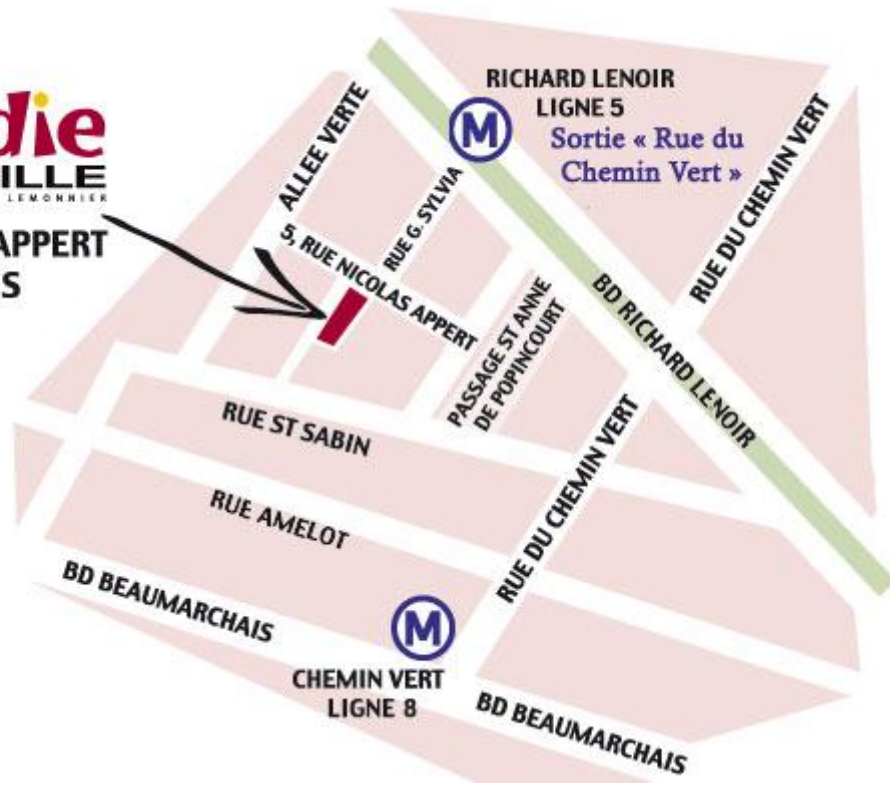 die
ILLE
LEMONNIER
APPERT
S
RICHARD LENOIR
LIGNE 5
Sortie « Rue du
Chemin Vert »
M
ALLEE VERTE
RUE G. SYLVIA
5, RUE NICOLAS APPERT
RUE DU CHEMIN VERT
PASSAGE ST ANNE
DE POPINCOURT
BD RICHARD LENOIR
RUE ST SABIN
RUE AMELOT
RUE DU CHEMIN VERT
BD BEAUMARCHAIS
M
CHEMIN VERT
LIGNE 8
BD BEAUMARCHAIS